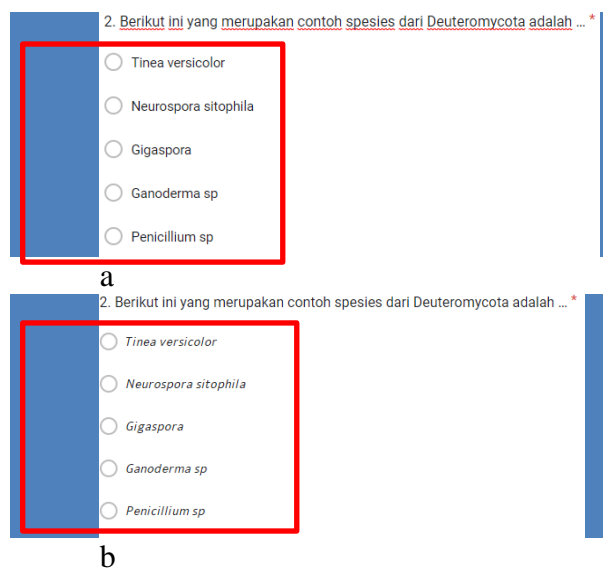 2. Berikut ini yang merupakan contoh spesies dari Deuteromycota adalah ... *
Tinea versicolor
Neurospora sitophila
Gigaspora
Ganoderma sp
Penicillium sp
a
2. Berikut ini yang merupakan contoh spesies dari Deuteromycota adalah ... *
Tinea versicolor
Neurospora sitophila
Gigaspora
Ganoderma sp
Penicillium sp
b